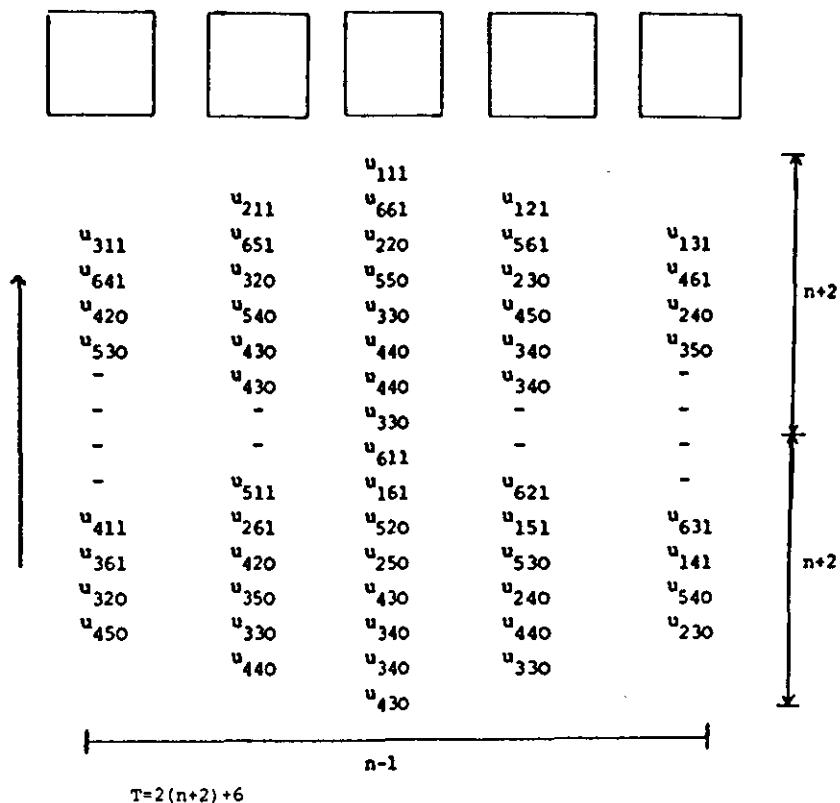 u111
u211 u661 u121
u311 u651 u220 u561 u131
u641 u320 u550 u230 u461
u420 u540 u330 u450 u240
u530 u430 u440 u340 u350
- u430 u440 u340 -
- - u330 - -
- - u611 - -
- u511 u161 u621 -
u411 u261 u520 u151 u631
u361 u420 u250 u530 u141
u320 u350 u430 u240 u540
u450 u330 u340 u440 u230
u440 u340 u330
u430
n+2
n+2
n-1
T=2(n+2)+6